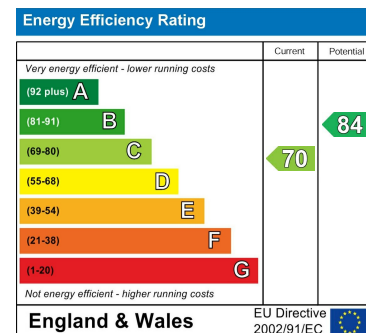 Energy Efficiency Rating
Current Potential
Very energy efficient - lower running costs
(92 plus) A
(81-91) B
84
(69-80) C
70
(55-68) D
(39-54) E
(21-38) F
(1-20) G
Not energy efficient - higher running costs
England & Wales
EU Directive
2002/91/EC